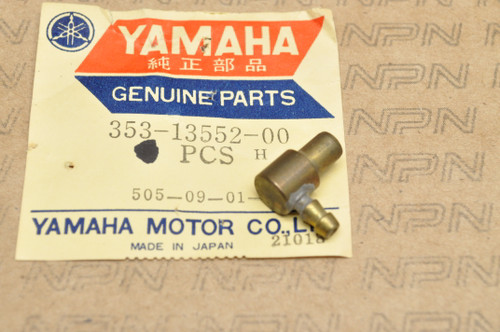 YAMAHA
純正部品
GENUINE PARTS
353-13552-00
PCS H
505-09-01-
YAMAHA MOTOR CO.,L
21018
MADE IN JAPAN
NPN